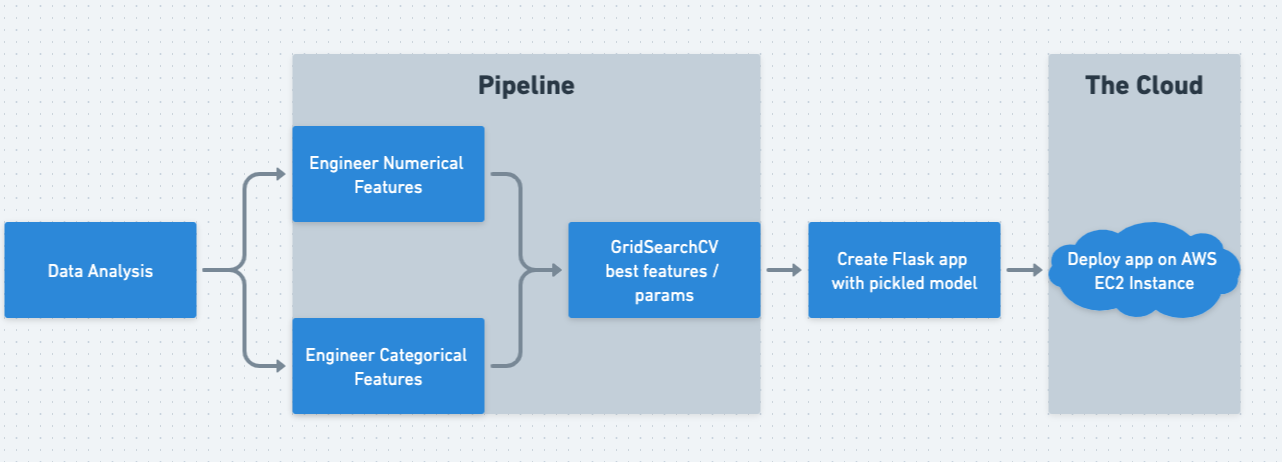 Pipeline
The Cloud
Engineer Numerical
Features
Data Analysis
GridSearchCV
best features /
params
Create Flask app
with pickled model
Deploy app on AWS
EC2 Instance
Engineer Categorical
Features